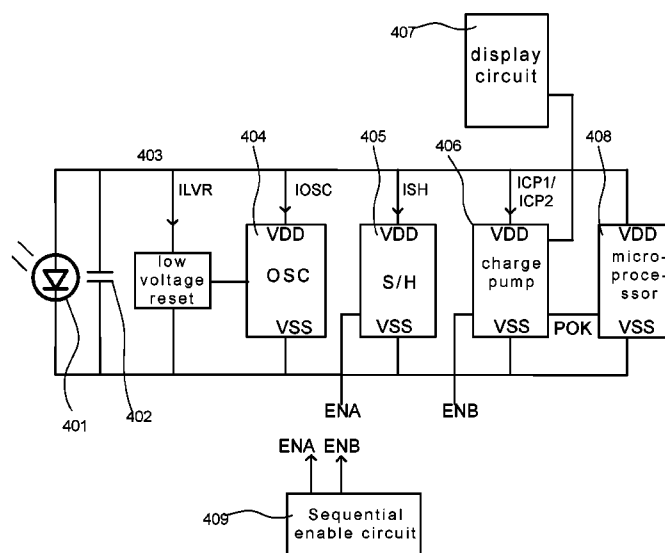 407
display
circuit
403
404
405
406
408
ILVR
IOSC
ISH
ICP1/
ICP2
low
voltage
reset
VDD
OSC
VSS
VDD
S/H
VSS
VDD
charge
pump
VSS
POK
VDD
micro-
proce-
ssor
VSS
401
402
ENA
ENB
ENA
ENB
409
Sequential
enable circuit